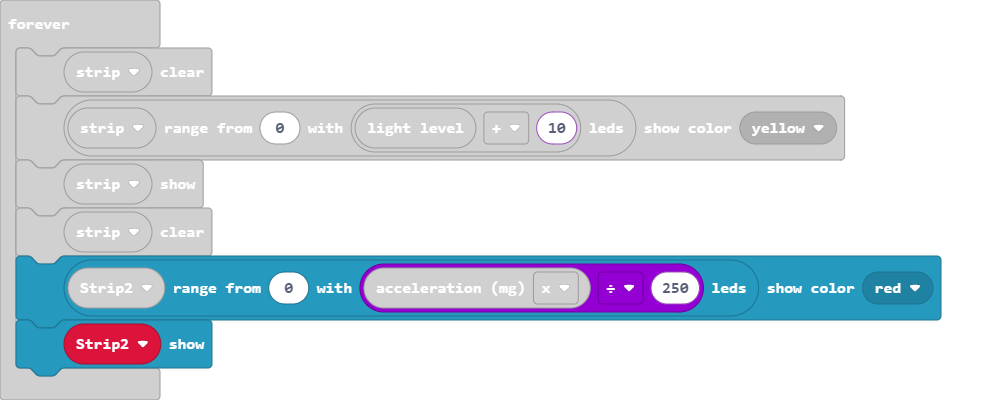 forever
strip clear
strip range from 0 with light level + 10 leds show color yellow
strip show
strip clear
Strip2 range from 0 with acceleration (mg) x ÷ 250 leds show color red
Strip2 show